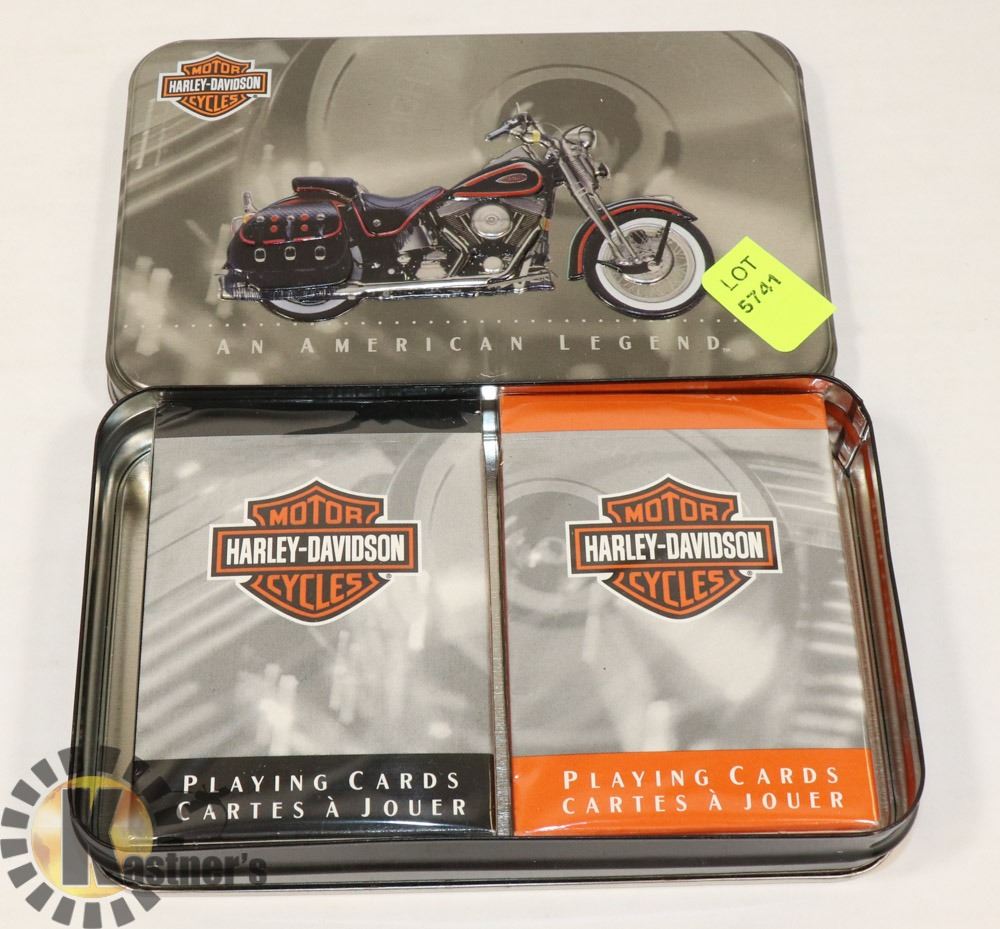 MOTOR
HARLEY-DAVIDSON
CYCLES
LOT
5741
AN AMERICAN LEGEND™
MOTOR
HARLEY-DAVIDSON
CYCLES®
PLAYING CARDS
CARTES À JOUER
MOTOR
HARLEY-DAVIDSON
CYCLES®
PLAYING CARDS
CARTES À JOUER
Kastner's